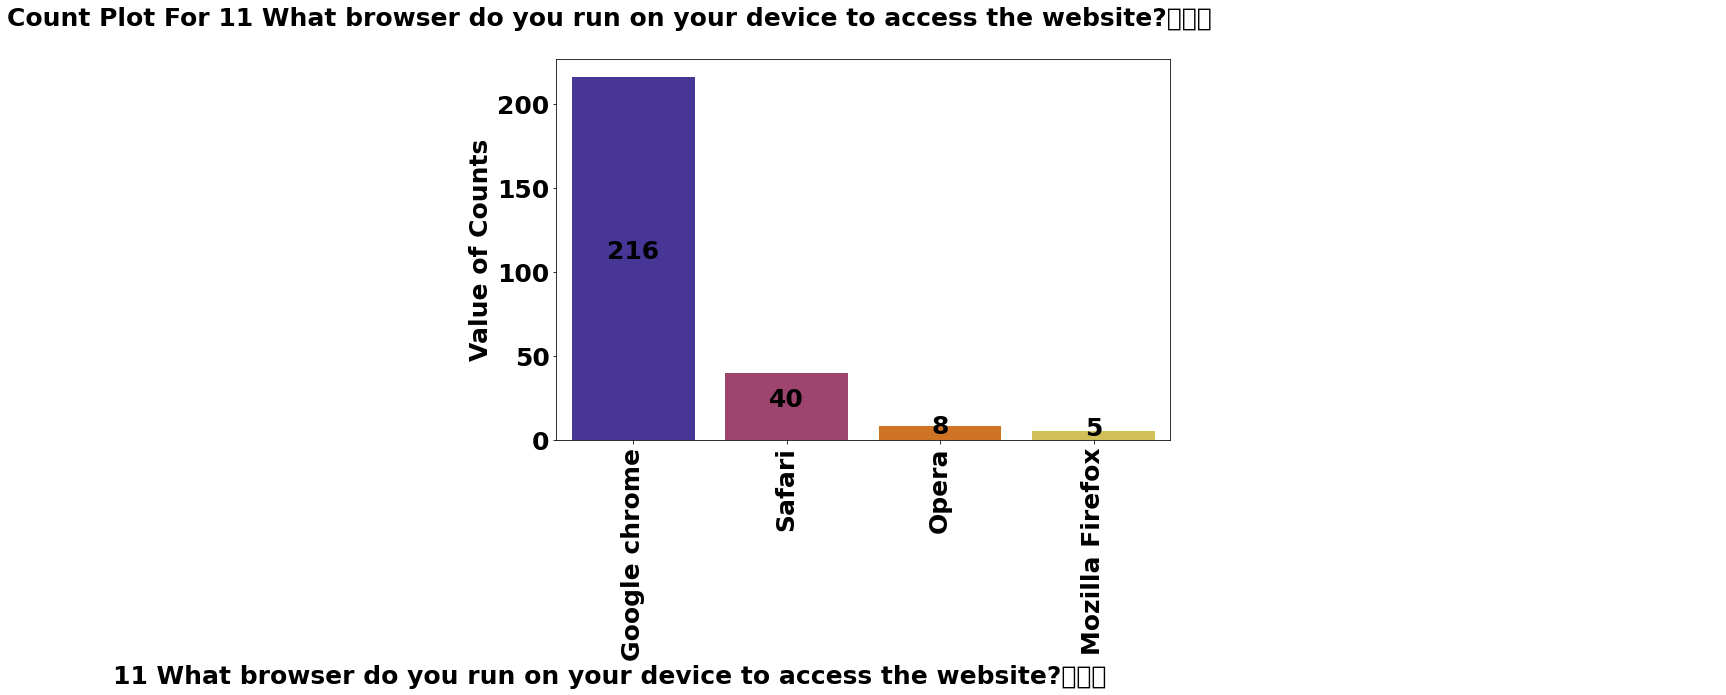 Count Plot For 11 What browser do you run on your device to access the website?
Value of Counts
200
150
100
50
0
216
40
8
5
Google chrome
Safari
Opera
Mozilla Firefox
11 What browser do you run on your device to access the website?